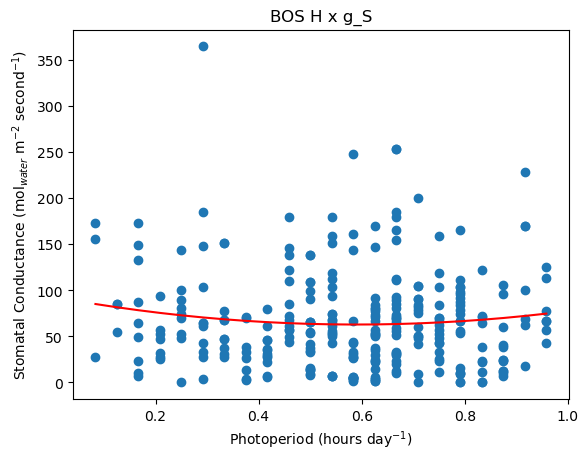 BOS H x g_S
Stomatal Conductance (mol_water m⁻² second⁻¹)
350
300
250
200
150
100
50
0
0.2 0.4 0.6 0.8 1.0
Photoperiod (hours day⁻¹)